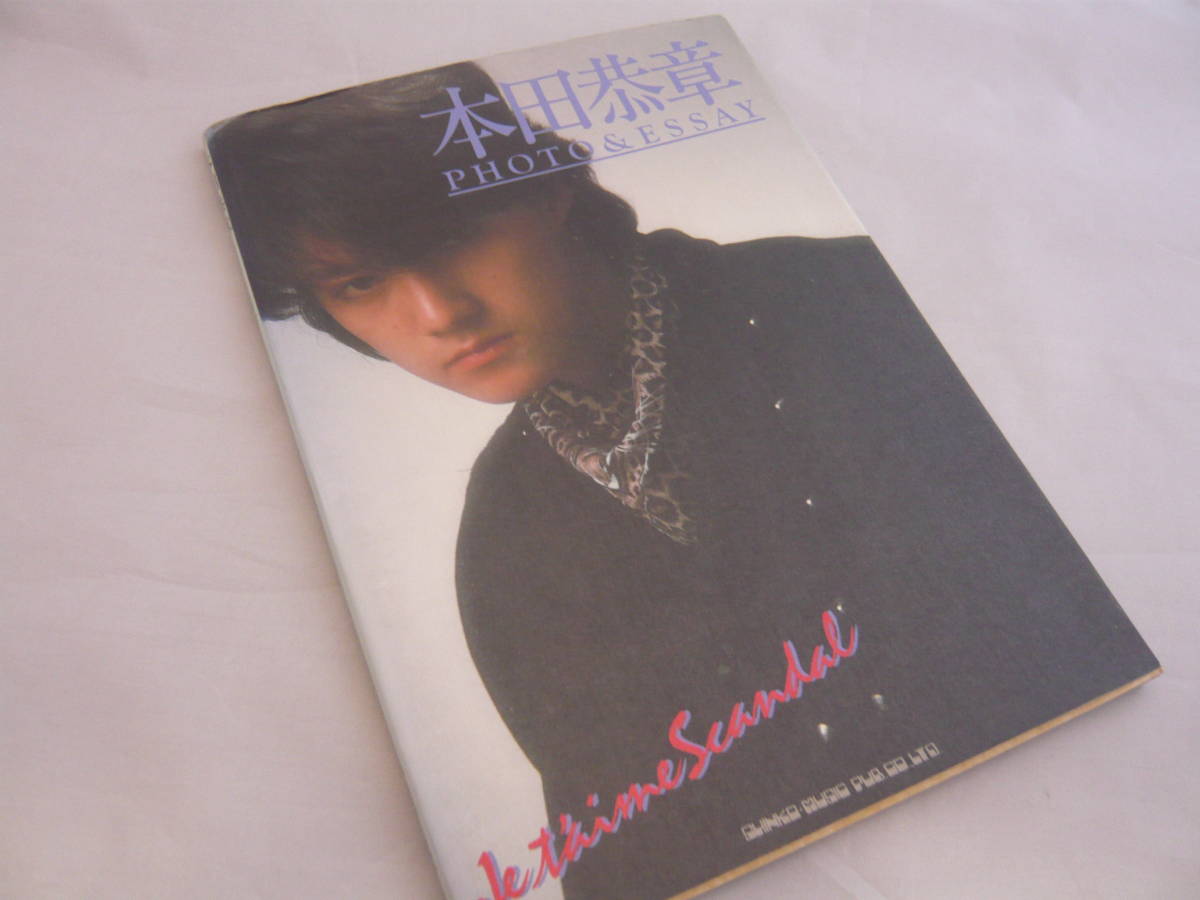 本田恭章
PHOTO & ESSAY
Je t'aime Scandal
SHINKO・MUSIC PUB CO LTD